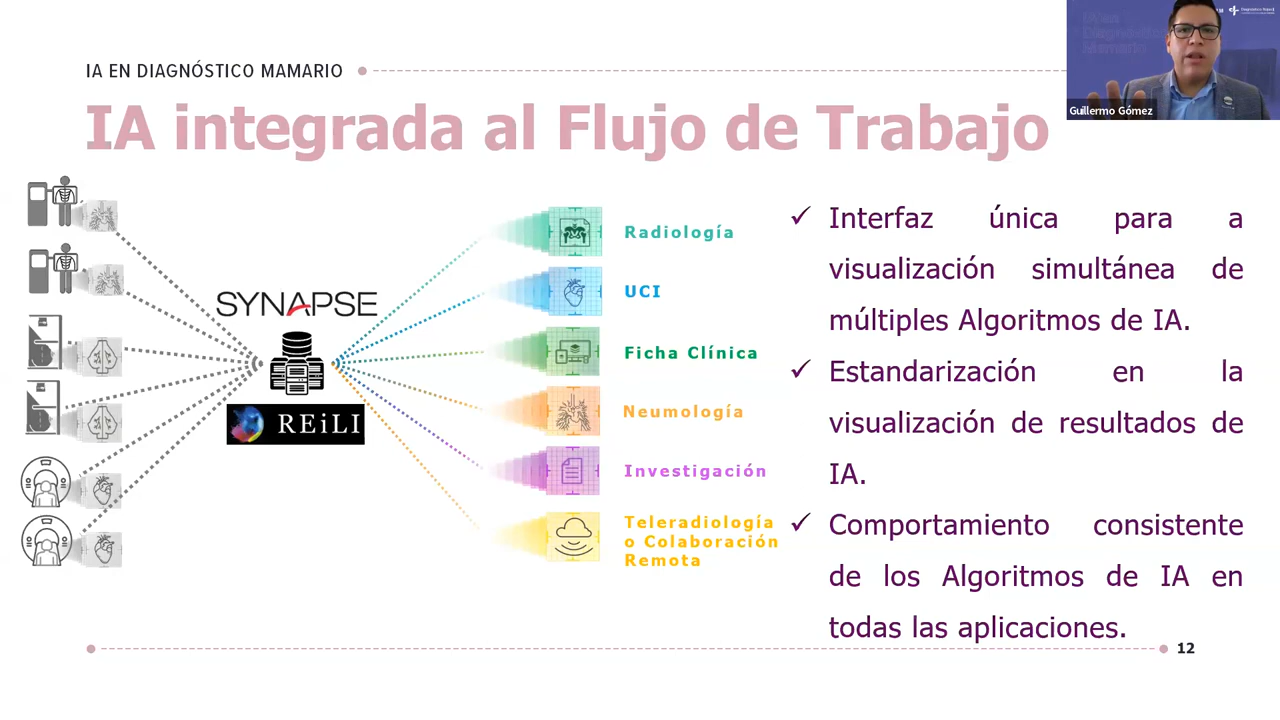 IA EN DIAGNÓSTICO MAMARIO
IA integrada al Flujo de Trabajo
Guillermo Gómez
SYNAPSE
REiLI
Radiología
UCI
Ficha Clínica
Neumología
Investigación
Teleradiología
o Colaboración
Remota
✓ Interfaz única para a
visualización simultánea de
múltiples Algoritmos de IA.
✓ Estandarización en la
visualización de resultados de
IA.
✓ Comportamiento consistente
de los Algoritmos de IA en
todas las aplicaciones.
12